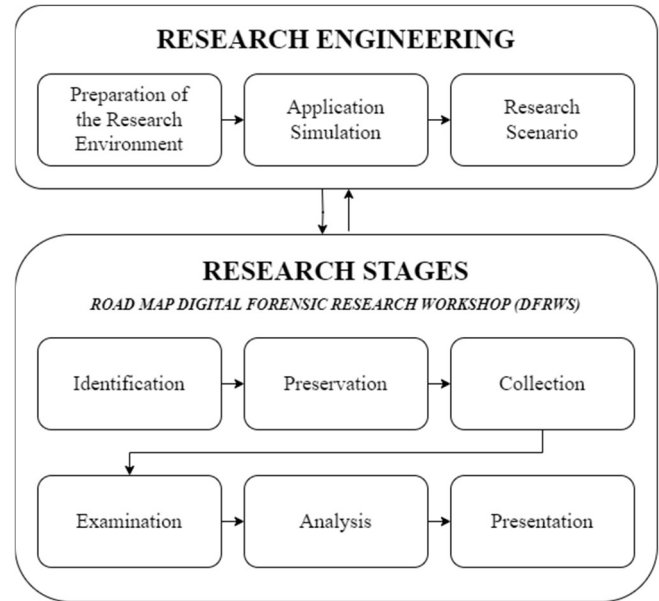 RESEARCH ENGINEERING
Preparation of
the Research
Environment
Application
Simulation
Research
Scenario
RESEARCH STAGES
ROAD MAP DIGITAL FORENSIC RESEARCH WORKSHOP (DFRWS)
Identification
Preservation
Collection
Examination
Analysis
Presentation